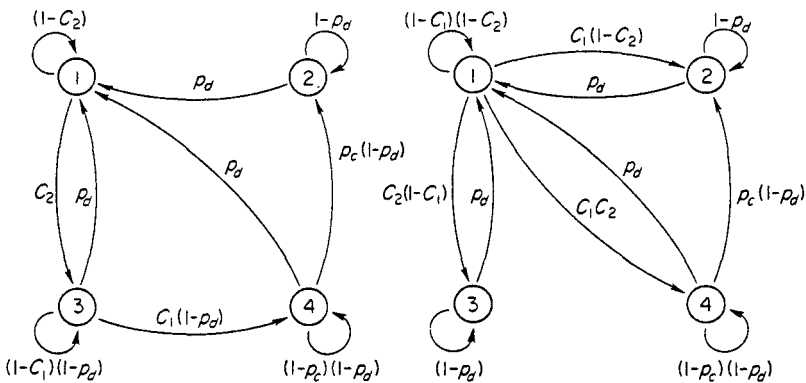 (1-C₂)
1
p_d
1-p_d
2
C₂
p_d
p_d
p_c(1-p_d)
3
C₁(1-p_d)
4
(1-C₁)(1-p_d)
(1-p_c)(1-p_d)
(1-C₁)(1-C₂)
C₁(1-C₂)
1-p_d
1
p_d
2
C₂(1-C₁)
p_d
C₁C₂
p_d
p_c(1-p_d)
3
4
(1-p_d)
(1-p_c)(1-p_d)